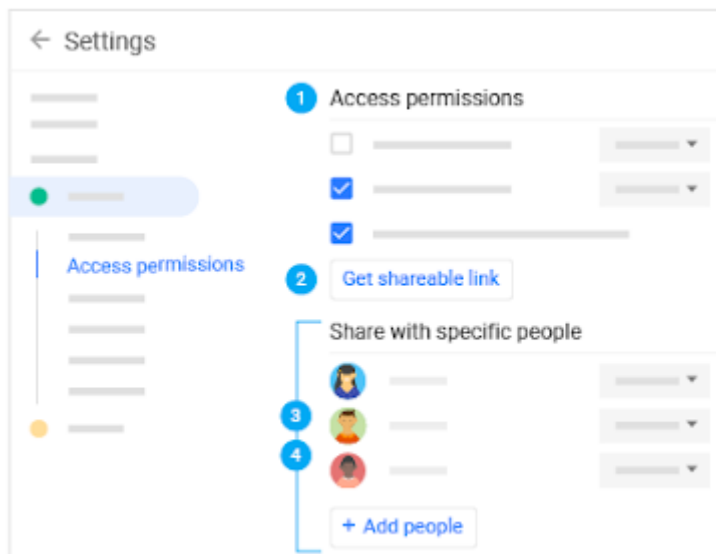 Settings
1 Access permissions
Access permissions
2 Get shareable link
Share with specific people
3
4
+ Add people